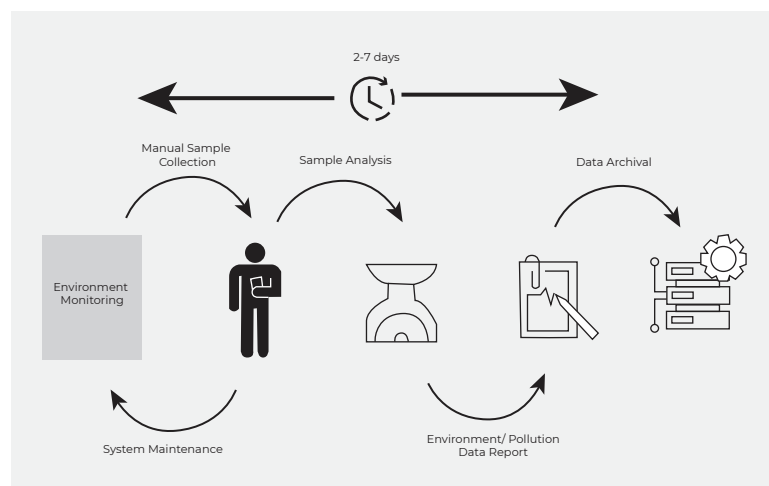 2-7 days
Manual Sample
Collection
Sample Analysis
Data Archival
Environment
Monitoring
System Maintenance
Environment/ Pollution
Data Report